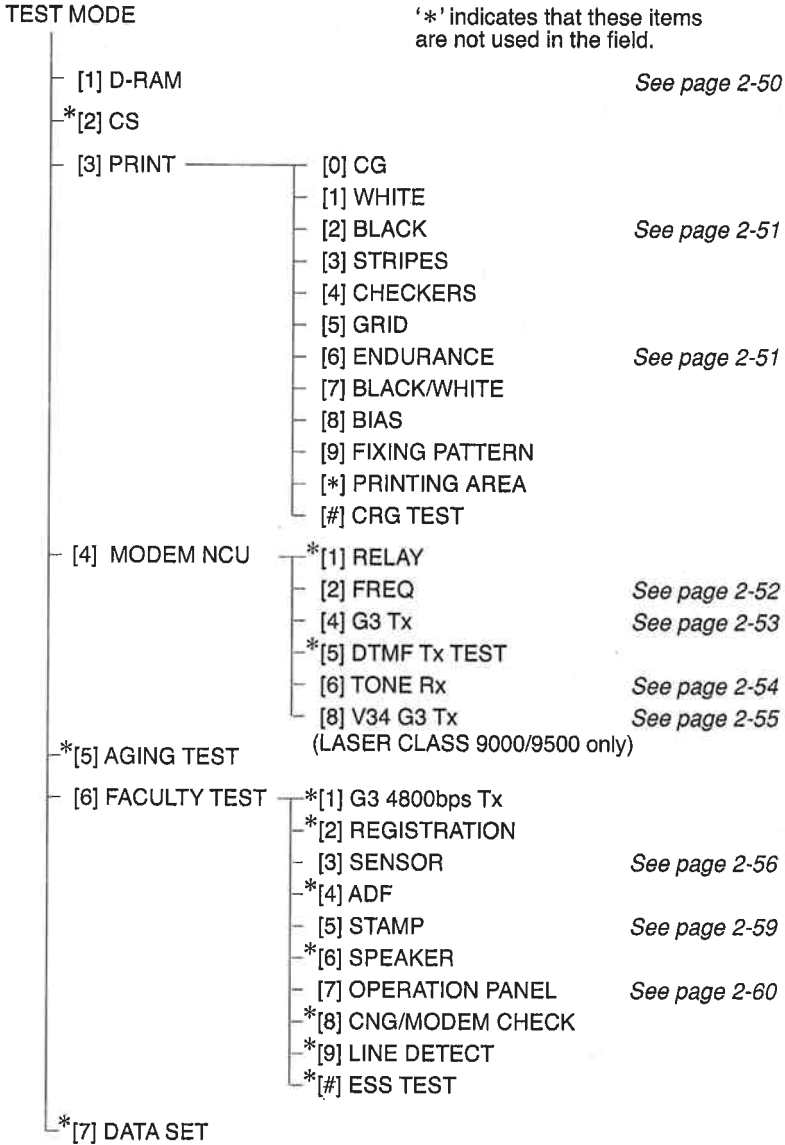 TEST MODE
'*' indicates that these items
are not used in the field.
[1] D-RAM See page 2-50
*[2] CS
[3] PRINT [0] CG
[1] WHITE
[2] BLACK See page 2-51
[3] STRIPES
[4] CHECKERS
[5] GRID
[6] ENDURANCE See page 2-51
[7] BLACK/WHITE
[8] BIAS
[9] FIXING PATTERN
[*] PRINTING AREA
[#] CRG TEST
[4] MODEM NCU *[1] RELAY
[2] FREQ See page 2-52
[4] G3 Tx See page 2-53
*[5] DTMF Tx TEST
[6] TONE Rx See page 2-54
[8] V34 G3 Tx See page 2-55
(LASER CLASS 9000/9500 only)
*[5] AGING TEST
[6] FACULTY TEST *[1] G3 4800bps Tx
*[2] REGISTRATION
[3] SENSOR See page 2-56
*[4] ADF
[5] STAMP See page 2-59
*[6] SPEAKER
[7] OPERATION PANEL See page 2-60
*[8] CNG/MODEM CHECK
*[9] LINE DETECT
*[#] ESS TEST
*[7] DATA SET